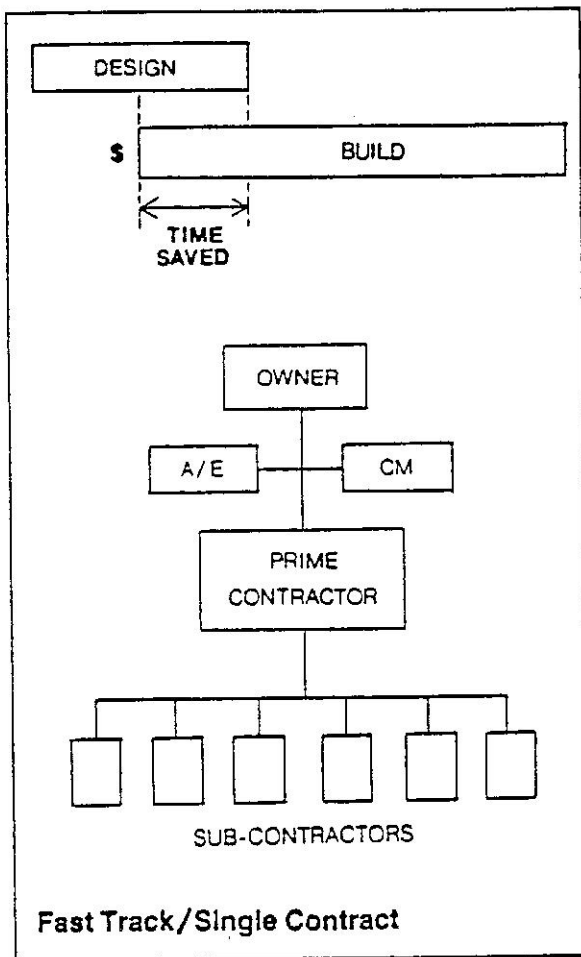 DESIGN
$ BUILD
TIME
SAVED
OWNER
A/E CM
PRIME
CONTRACTOR
SUB-CONTRACTORS
Fast Track/Single Contract